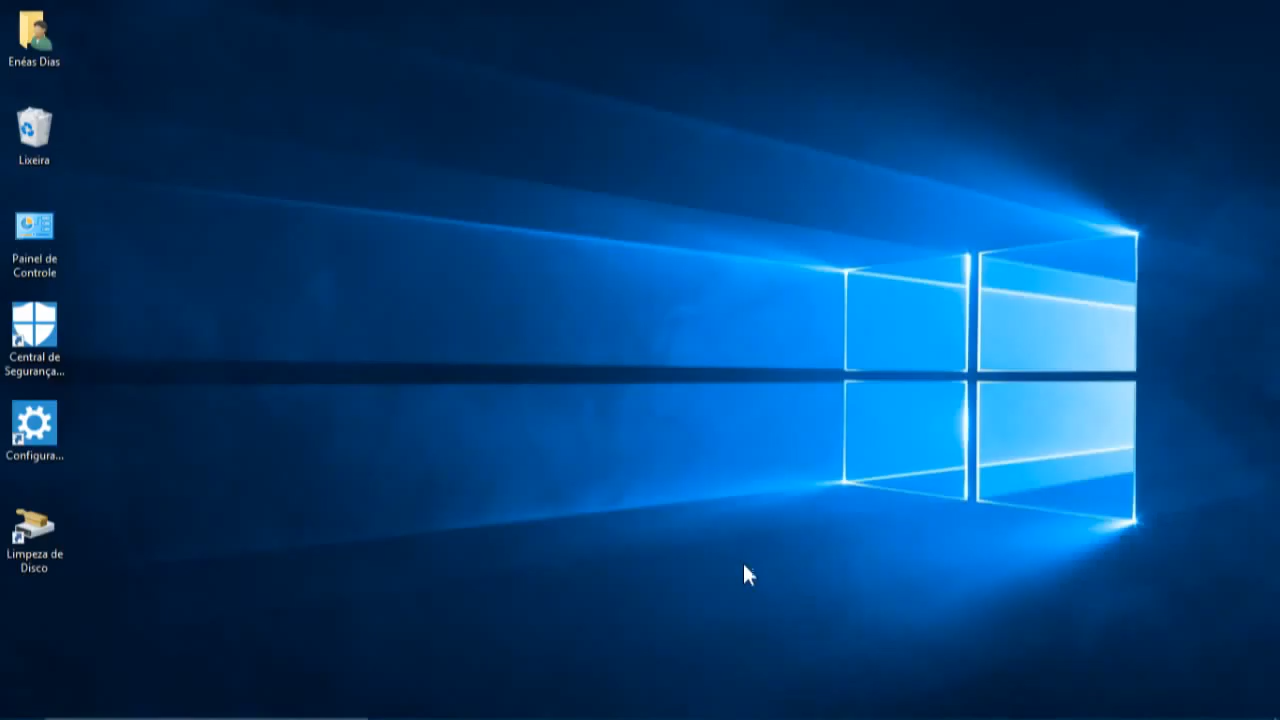 Enéas Dias
Lixeira
Painel de
Controle
Central de
Segurança...
Configura...
Limpeza de
Disco